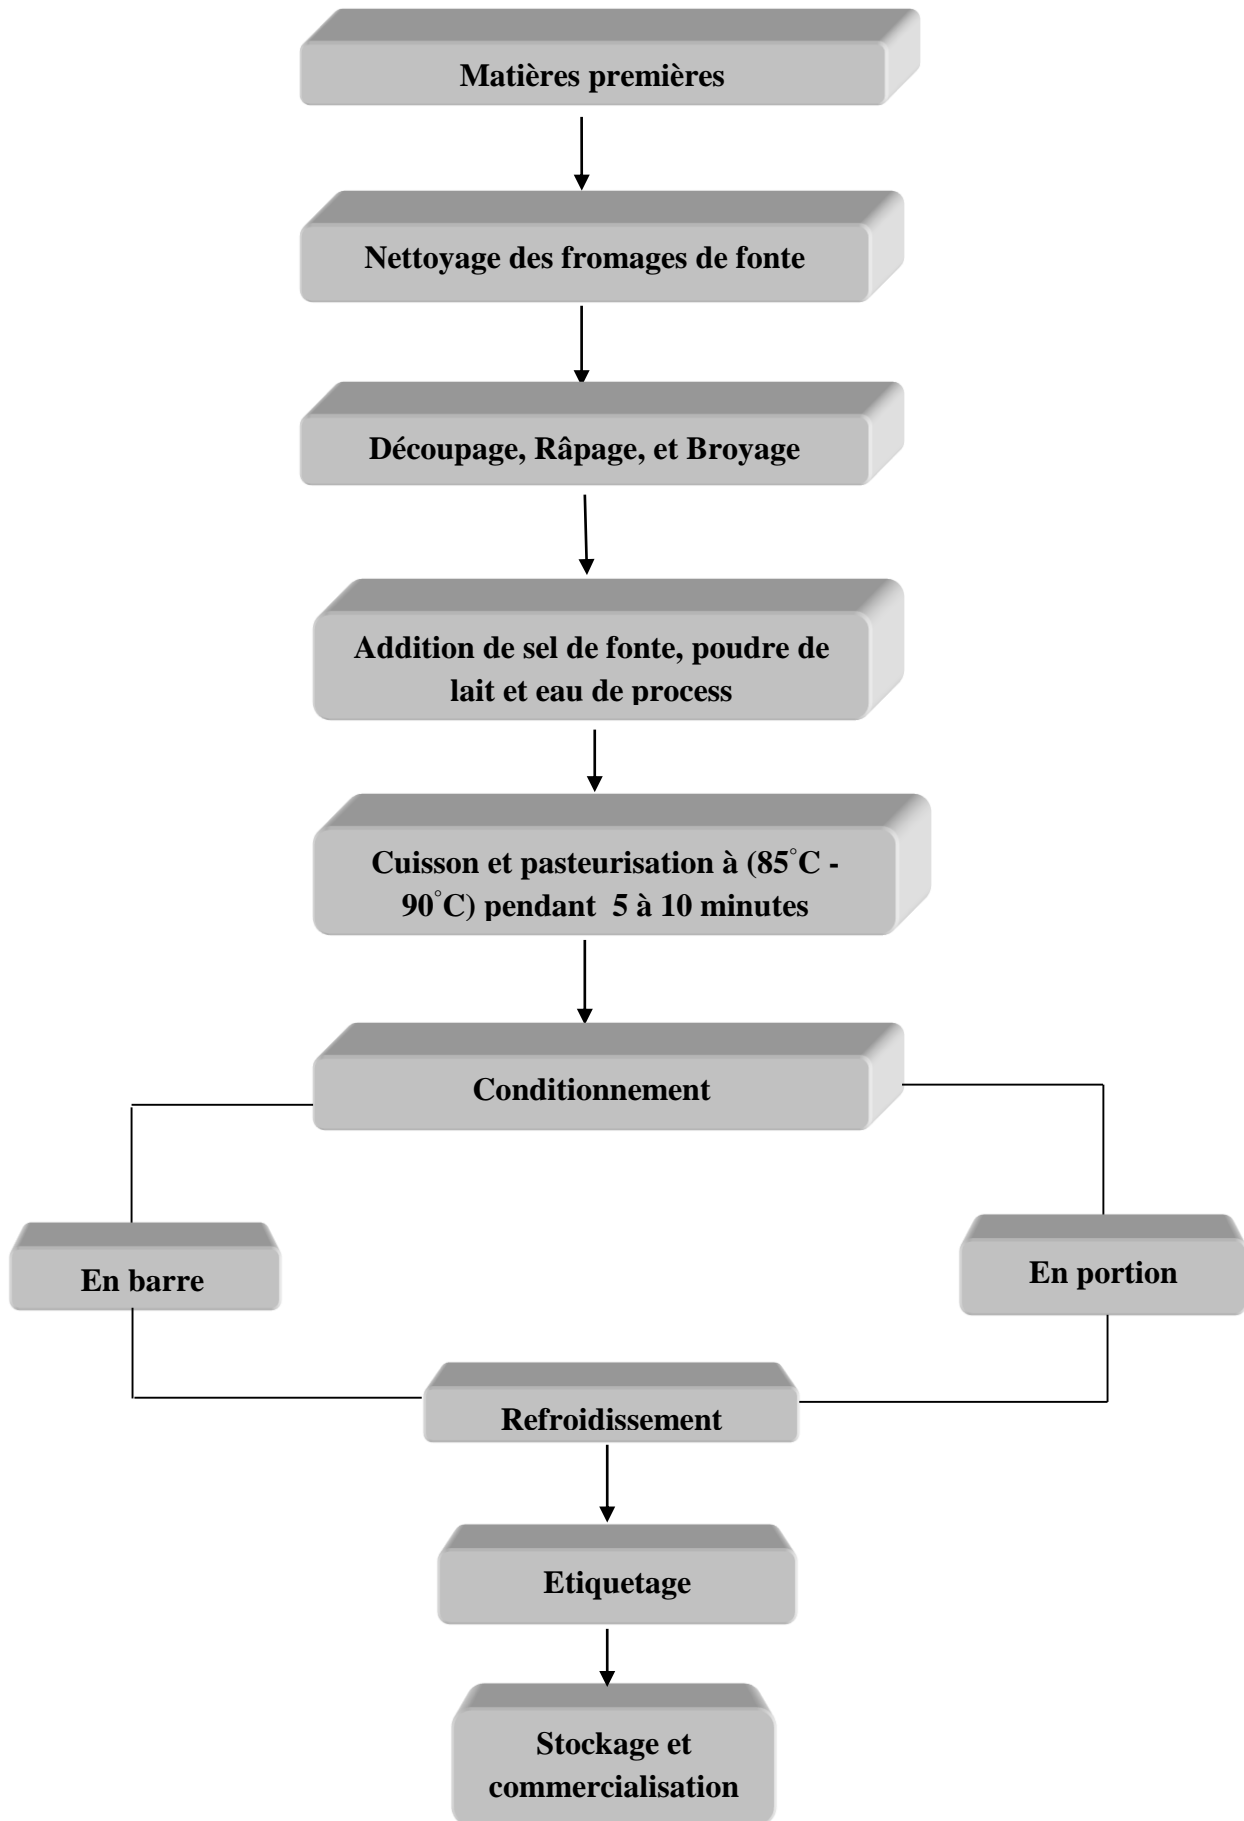 Matières premières
Nettoyage des fromages de fonte
Découpage, Râpage, et Broyage
Addition de sel de fonte, poudre de
lait et eau de process
Cuisson et pasteurisation à (85°C -
90°C) pendant  5 à 10 minutes
Conditionnement
En barre
En portion
Refroidissement
Etiquetage
Stockage et
commercialisation